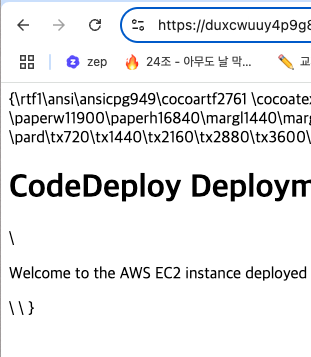 https://duxcwuuy4p9g8
zep
24조 - 아무도 날 막...
교
{\rtf1\ansi\ansicpg949\cocoartf2761 \cocoatex
\paperw11900\paperh16840\margl1440\marg
\pard\tx720\tx1440\tx2160\tx2880\tx3600\
CodeDeploy Deploym
\
Welcome to the AWS EC2 instance deployed
\ \ }